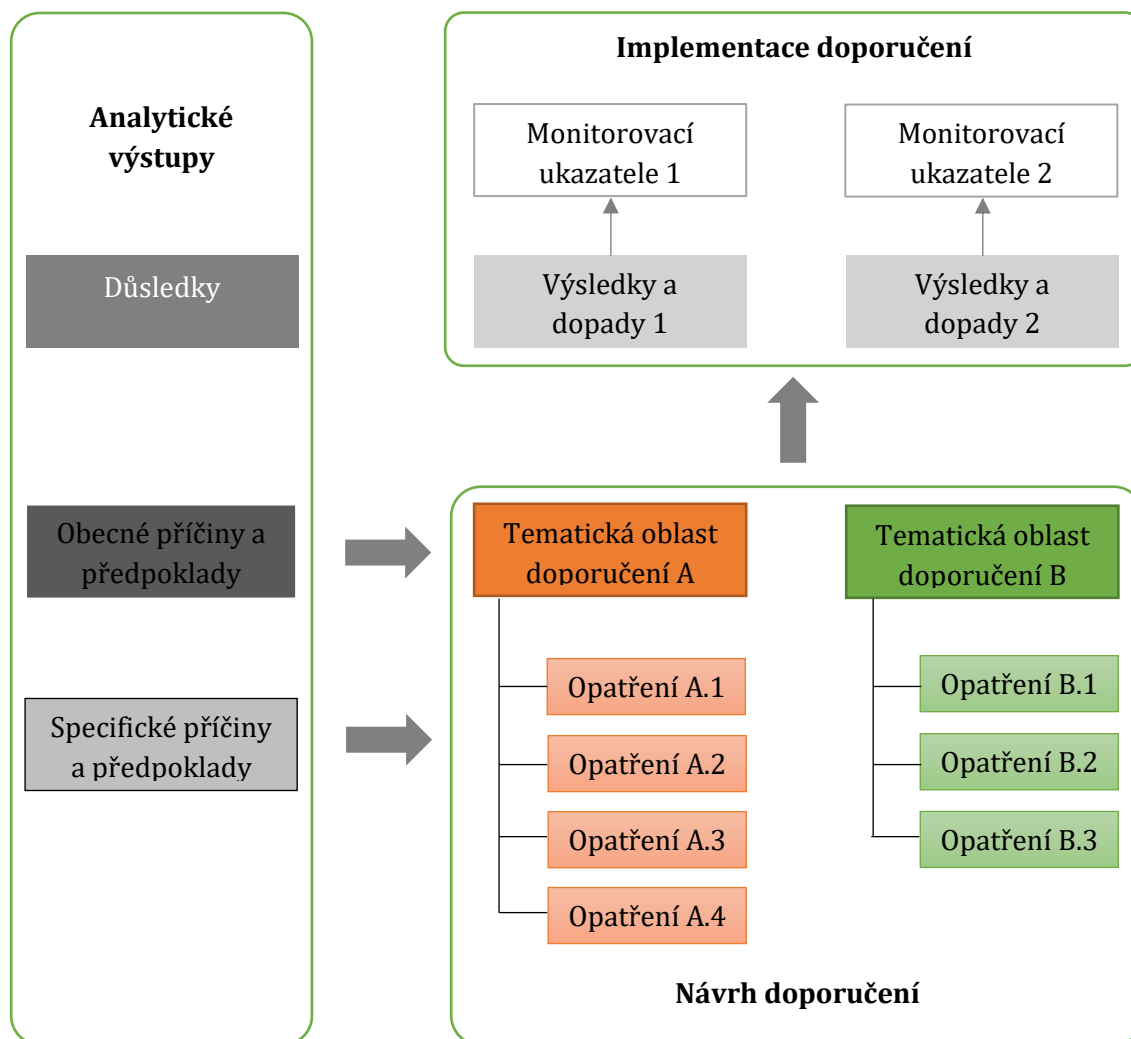 Analytické
výstupy
Důsledky
Obecné příčiny a
předpoklady
Specifické příčiny
a předpoklady
Implementace doporučení
Monitorovací
ukazatele 1
Monitorovací
ukazatele 2
Výsledky a
dopady 1
Výsledky a
dopady 2
Tematická oblast
doporučení A
Opatření A.1
Opatření A.2
Opatření A.3
Opatření A.4
Tematická oblast
doporučení B
Opatření B.1
Opatření B.2
Opatření B.3
Návrh doporučení